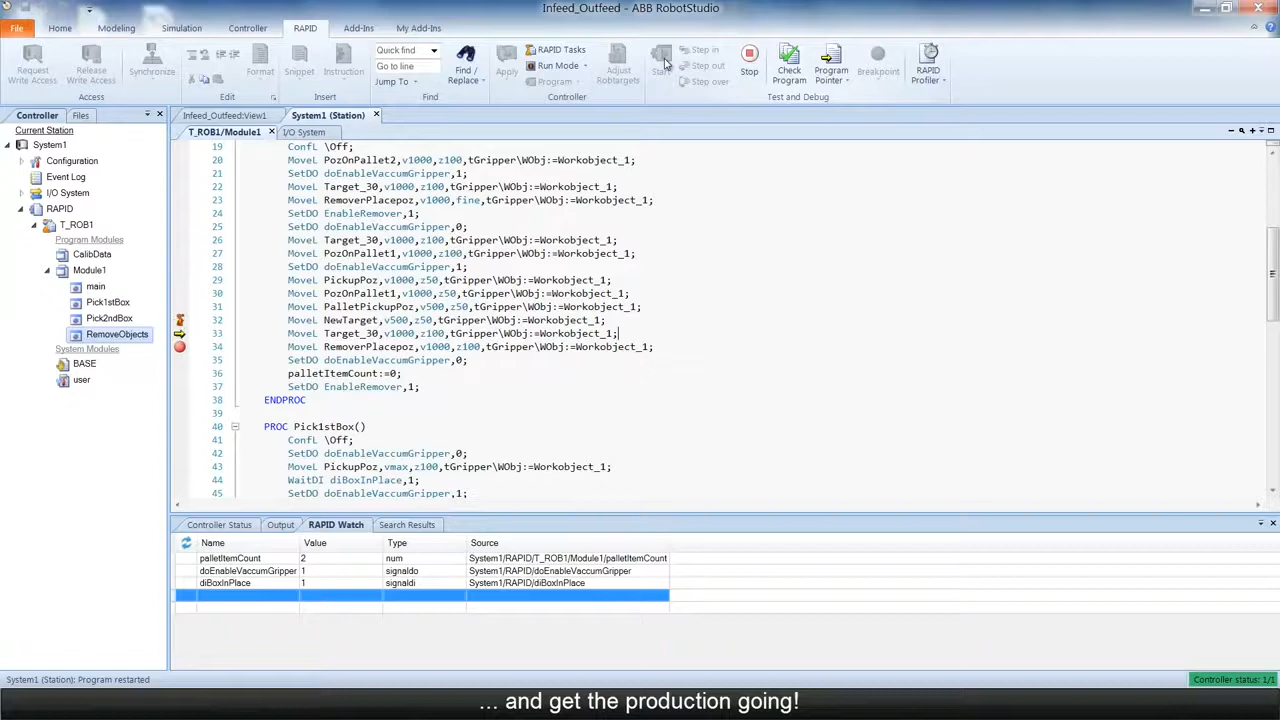 Infeed_Outfeed - ABB RobotStudio
File Home Modeling Simulation Controller RAPID Add-Ins My Add-Ins
Request Write Access
Release Write Access
Synchronize
Format
Snippet
Instruction
Quick find
Go to line
Jump To
Find / Replace
Apply
RAPID Tasks
Run Mode
Program
Adjust Robtargets
Start
Step in
Step out
Step over
Stop
Check Program
Program Pointer
Breakpoint
RAPID Profiler
Access Edit Insert Find Controller Test and Debug
Controller Files
Current Station
System1
Configuration
Event Log
I/O System
RAPID
T_ROB1
Program Modules
CalibData
Module1
main
Pick1stBox
Pick2ndBox
RemoveObjects
System Modules
BASE
user
Infeed_Outfeed:View1 System1 (Station)
T_ROB1/Module1 I/O System
19 ConfL \Off;
20 MoveL PozOnPallet2,v1000,z100,tGripper\WObj:=Workobject_1;
21 SetDO doEnableVaccumGripper,1;
22 MoveL Target_30,v1000,z100,tGripper\WObj:=Workobject_1;
23 MoveL RemoverPlacepoz,v1000,fine,tGripper\WObj:=Workobject_1;
24 SetDO EnableRemover,1;
25 SetDO doEnableVaccumGripper,0;
26 MoveL Target_30,v1000,z100,tGripper\WObj:=Workobject_1;
27 MoveL PozOnPallet1,v1000,z100,tGripper\WObj:=Workobject_1;
28 SetDO doEnableVaccumGripper,1;
29 MoveL PickupPoz,v1000,z50,tGripper\WObj:=Workobject_1;
30 MoveL PozOnPallet1,v1000,z50,tGripper\WObj:=Workobject_1;
31 MoveL PalletPickupPoz,v500,z50,tGripper\WObj:=Workobject_1;
32 MoveL NewTarget,v500,z50,tGripper\WObj:=Workobject_1;
33 MoveL Target_30,v1000,z100,tGripper\WObj:=Workobject_1;
34 MoveL RemoverPlacepoz,v1000,z100,tGripper\WObj:=Workobject_1;
35 SetDO doEnableVaccumGripper,0;
36 palletItemCount:=0;
37 SetDO EnableRemover,1;
38 ENDPROC
39
40 PROC Pick1stBox()
41 ConfL \Off;
42 SetDO doEnableVaccumGripper,0;
43 MoveL PickupPoz,vmax,z100,tGripper\WObj:=Workobject_1;
44 WaitDI diBoxInPlace,1;
45 SetDO doEnableVaccumGripper,1;
Controller Status Output RAPID Watch Search Results
Name Value Type Source
palletItemCount 2 num System1/RAPID/T_ROB1/Module1/palletItemCount
doEnableVaccumGripper 1 signaldo System1/RAPID/doEnableVaccumGripper
diBoxInPlace 1 signaldi System1/RAPID/diBoxInPlace
System1 (Station): Program restarted
Controller status: 1/1
... and get the production going!